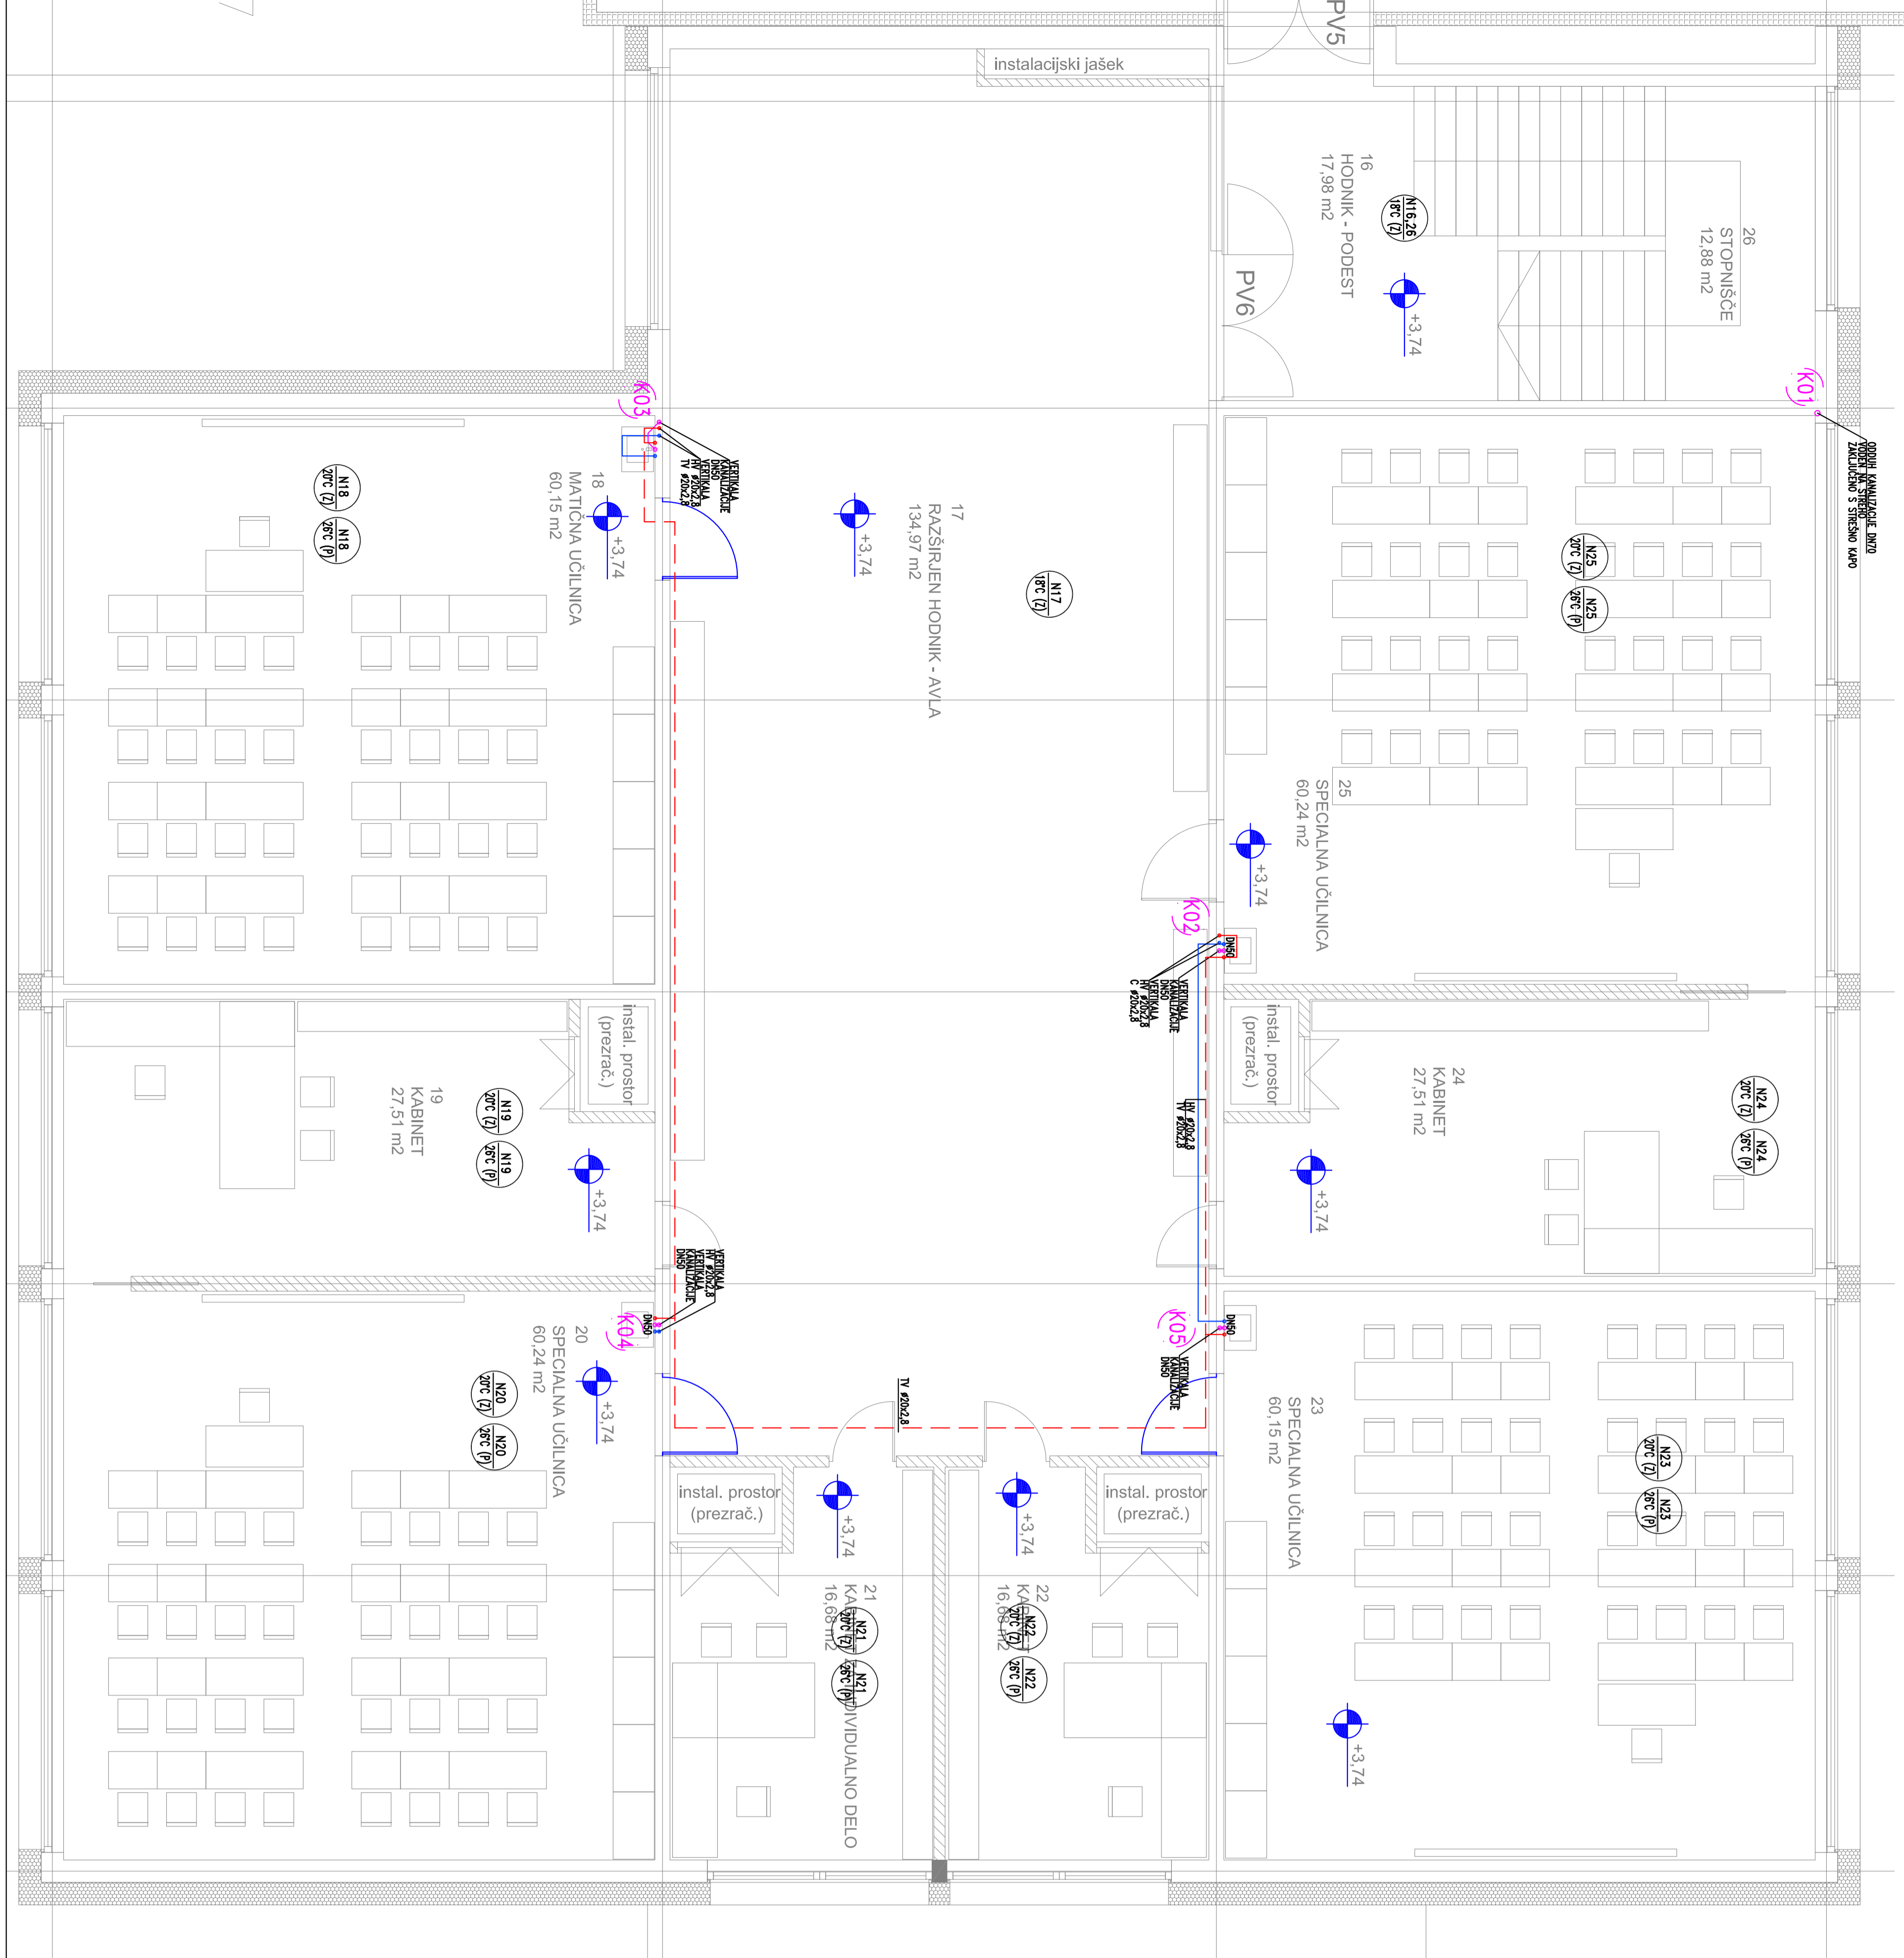 PV5
instalacijski jašek
16
HODNIK - PODEST
17,98 m2
N16,26
18°C (Z)
+3,74
26
STOPNIŠČE
12,88 m2
PV6
K01
ODDUH KANALIZACIJE DN70
VODEN NA STREHO
ZAKLJUČENO S STREŠNO KAPO
K03
VERTIKALA
KANALIZACIJE
DN50
VERTIKALA
HV ø20x2,8
TV ø20x2,8
N18
20°C (Z)
N18
26°C (P)
18
MATIČNA UČILNICA
60,15 m2
+3,74
+3,74
17
RAZŠIRJEN HODNIK - AVLA
134,97 m2
N17
18°C (Z)
N25
20°C (Z)
N25
26°C (P)
25
SPECIALNA UČILNICA
60,24 m2
+3,74
K02
DN50
VERTIKALA
KANALIZACIJE
DN50
VERTIKALA
HV ø20x2,8
C ø20x2,8
instal. prostor
(prezrač.)
instal. prostor
(prezrač.)
19
KABINET
27,51 m2
N19
20°C (Z)
N19
26°C (P)
+3,74
HV ø20x2,8
TV ø20x2,8
24
KABINET
27,51 m2
N24
20°C (Z)
N24
26°C (P)
+3,74
VERTIKALA
HV ø20x2,8
VERTIKALA
KANALIZACIJE
DN50
DN50
K04
20
SPECIALNA UČILNICA
60,24 m2
N20
20°C (Z)
N20
26°C (P)
+3,74
TV ø20x2,8
K05
DN50
VERTIKALA
KANALIZACIJE
DN50
23
SPECIALNA UČILNICA
60,15 m2
N23
20°C (Z)
N23
26°C (P)
+3,74
instal. prostor
(prezrač.)
+3,74
+3,74
instal. prostor
(prezrač.)
21
INDIVIDUALNO DELO
16,68 m2
N21
20°C (Z)
N21
26°C (P)
22
KABINET
16,68 m2
N22
20°C (Z)
N22
26°C (P)